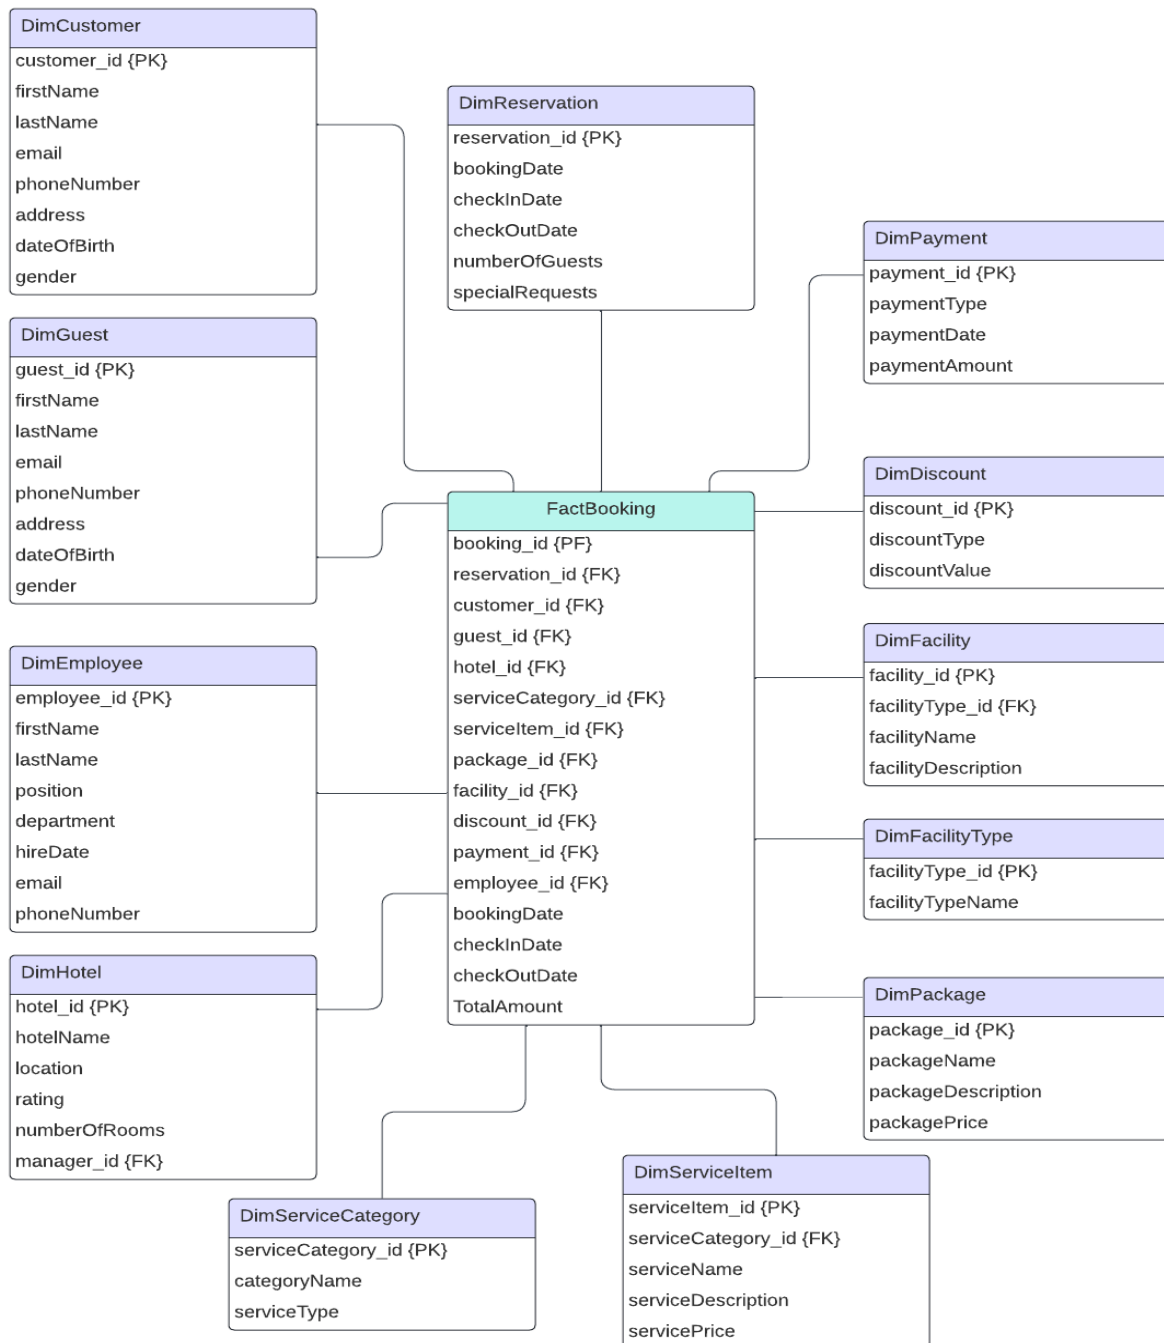 DimCustomer
customer_id {PK}
firstName
lastName
email
phoneNumber
address
dateOfBirth
gender
DimReservation
reservation_id {PK}
bookingDate
checkInDate
checkOutDate
numberOfGuests
specialRequests
DimPayment
payment_id {PK}
paymentType
paymentDate
paymentAmount
DimGuest
guest_id {PK}
firstName
lastName
email
phoneNumber
address
dateOfBirth
gender
FactBooking
booking_id {PF}
reservation_id {FK}
customer_id {FK}
guest_id {FK}
hotel_id {FK}
serviceCategory_id {FK}
serviceItem_id {FK}
package_id {FK}
facility_id {FK}
discount_id {FK}
payment_id {FK}
employee_id {FK}
bookingDate
checkInDate
checkOutDate
TotalAmount
DimDiscount
discount_id {PK}
discountType
discountValue
DimFacility
facility_id {PK}
facilityType_id {FK}
facilityName
facilityDescription
DimEmployee
employee_id {PK}
firstName
lastName
position
department
hireDate
email
phoneNumber
DimFacilityType
facilityType_id {PK}
facilityTypeName
DimHotel
hotel_id {PK}
hotelName
location
rating
numberOfRooms
manager_id {FK}
DimPackage
package_id {PK}
packageName
packageDescription
packagePrice
DimServiceCategory
serviceCategory_id {PK}
categoryName
serviceType
DimServiceItem
serviceItem_id {PK}
serviceCategory_id {FK}
serviceName
serviceDescription
servicePrice